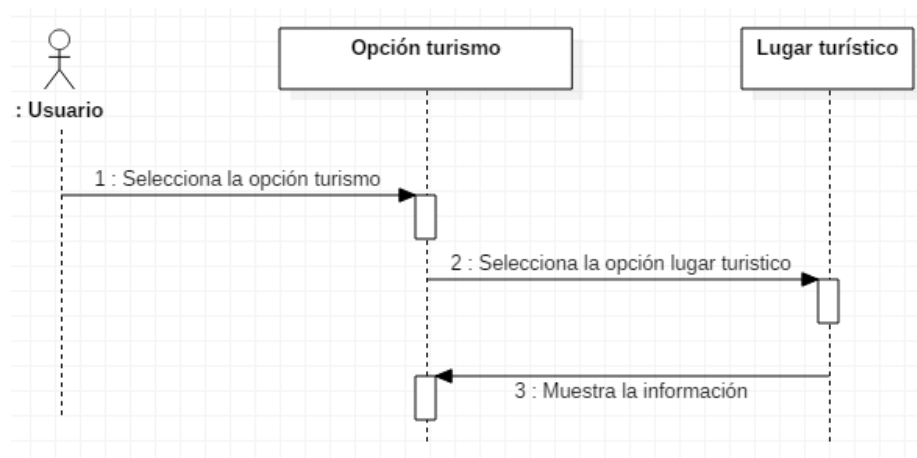 Opción turismo
Lugar turístico
: Usuario
1 : Selecciona la opción turismo
2 : Selecciona la opción lugar turistico
3 : Muestra la información